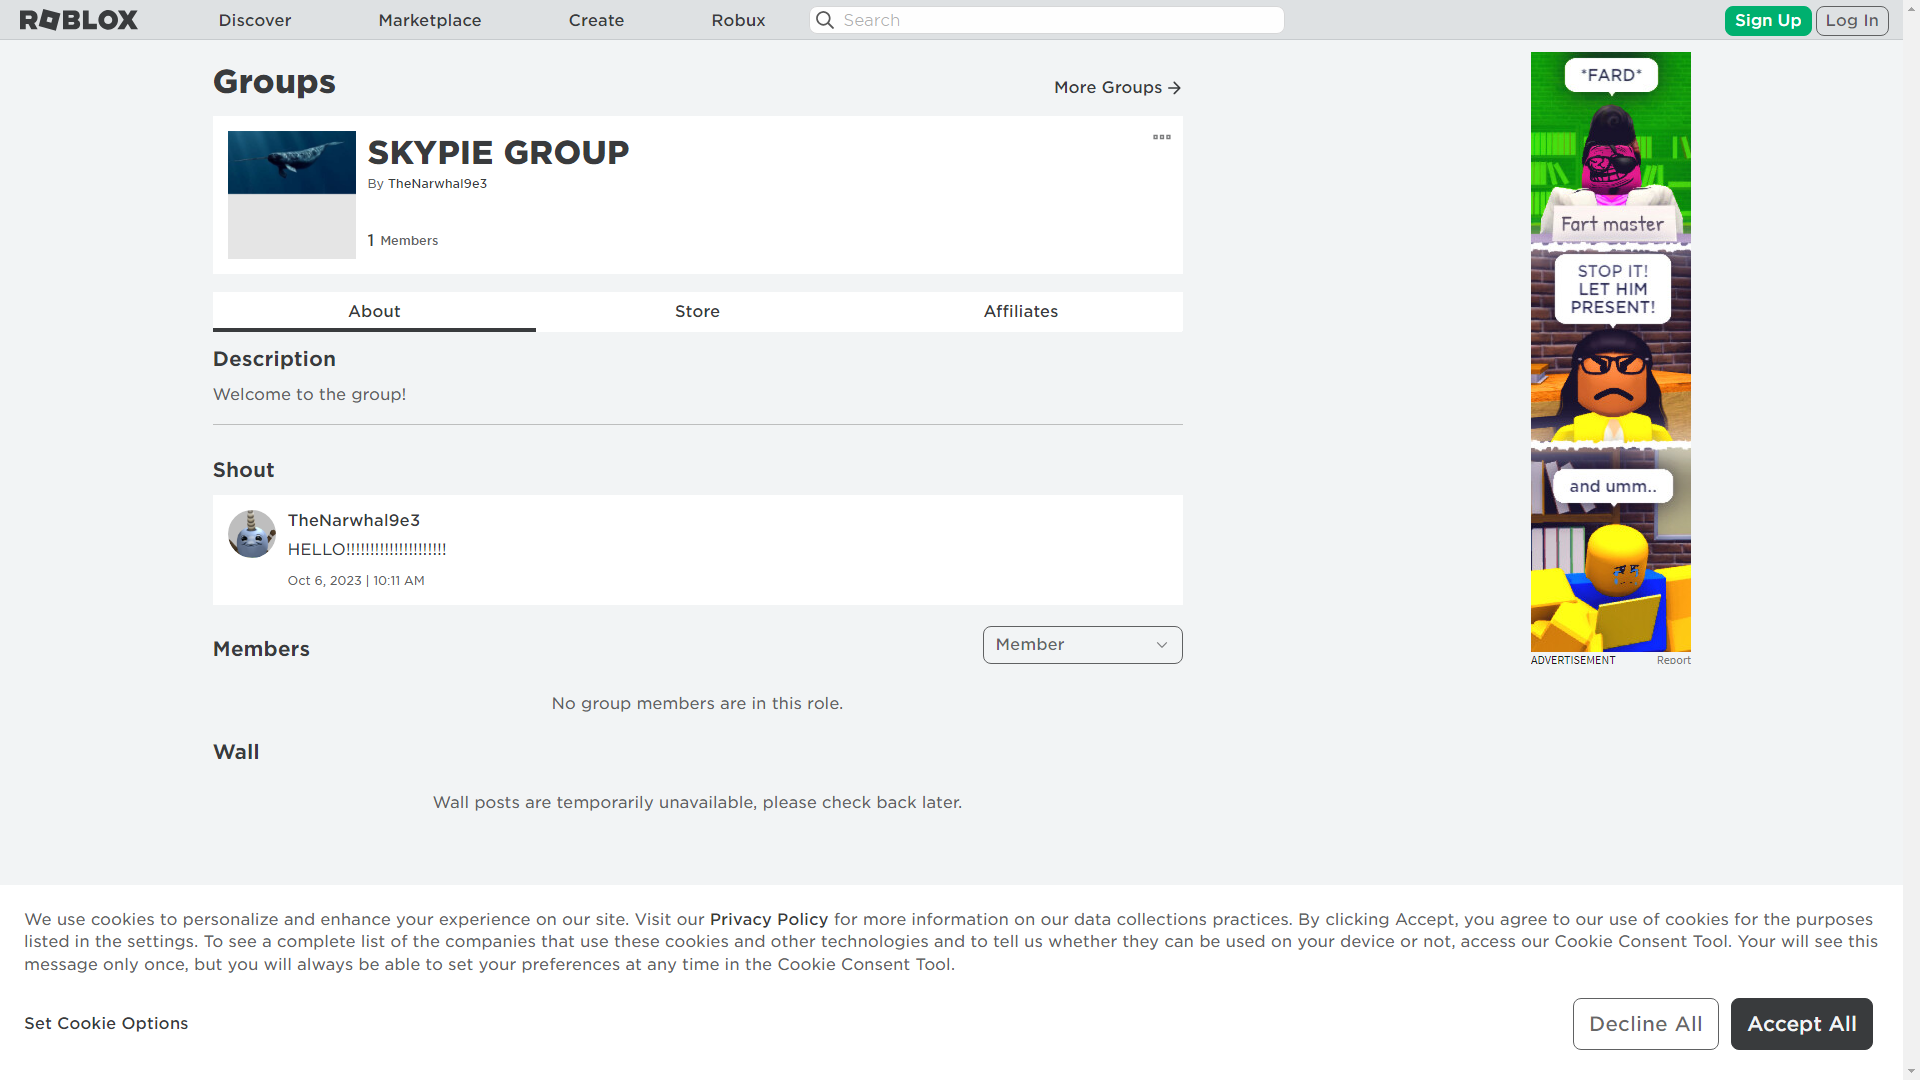 ROBLOX
Discover
Marketplace
Create
Robux
Search
Sign Up
Log In
Groups
More Groups
SKYPIE GROUP
By TheNarwhal9e3
1 Members
About
Store
Affiliates
Description
Welcome to the group!
Shout
TheNarwhal9e3
HELLO!!!!!!!!!!!!!!!!!!!!!
Oct 6, 2023 | 10:11 AM
Members
Member
No group members are in this role.
Wall
Wall posts are temporarily unavailable, please check back later.
*FARD*
Fart master
STOP IT!
LET HIM
PRESENT!
and umm..
ADVERTISEMENT
Report
We use cookies to personalize and enhance your experience on our site. Visit our Privacy Policy for more information on our data collections practices. By clicking Accept, you agree to our use of cookies for the purposes
listed in the settings. To see a complete list of the companies that use these cookies and other technologies and to tell us whether they can be used on your device or not, access our Cookie Consent Tool. Your will see this
message only once, but you will always be able to set your preferences at any time in the Cookie Consent Tool.
Set Cookie Options
Decline All
Accept All